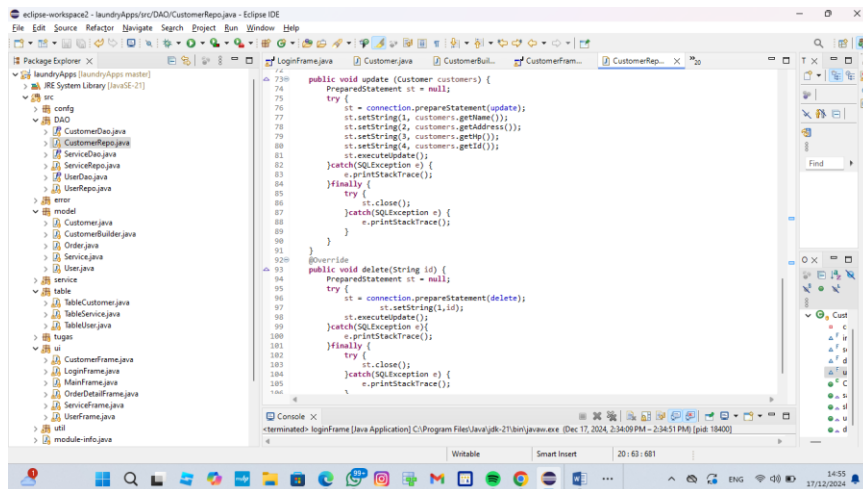 eclipse-workspace2 - laundryApps/src/DAO/CustomerRepo.java - Eclipse IDE
File Edit Source Refactor Navigate Search Project Run Window Help
Package Explorer
laundryApps [laundryApps master]
JRE System Library [JavaSE-21]
src
confg
DAO
CustomerDao.java
CustomerRepo.java
ServiceDao.java
ServiceRepo.java
UserDao.java
UserRepo.java
error
model
Customer.java
CustomerBuilder.java
Order.java
Service.java
User.java
service
table
TableCustomer.java
TableService.java
TableUser.java
tugas
ui
CustomerFrame.java
LoginFrame.java
MainFrame.java
OrderDetailFrame.java
ServiceFrame.java
UserFrame.java
util
module-info.java
LoginFrame.java Customer.java CustomerBuil... CustomerFram... CustomerRep... 20
72
73 public void update (Customer customers) {
74 PreparedStatement st = null;
75 try {
76 st = connection.prepareStatement(update);
77 st.setString(1, customers.getName());
78 st.setString(2, customers.getAddress());
79 st.setString(3, customers.getHp());
80 st.setString(4, customers.getId());
81 st.executeUpdate();
82 }catch(SQLException e) {
83 e.printStackTrace();
84 }finally {
85 try {
86 st.close();
87 }catch(SQLException e) {
88 e.printStackTrace();
89 }
90 }
91 }
92 @Override
93 public void delete(String id) {
94 PreparedStatement st = null;
95 try {
96 st = connection.prepareStatement(delete);
97 st.setString(1,id);
98 st.executeUpdate();
99 }catch(SQLException e){
100 e.printStackTrace();
101 }finally {
102 try {
103 st.close();
104 }catch(SQLException e) {
105 e.printStackTrace();
106 }
Find
Cust
Console
<terminated> loginFrame [Java Application] C:\Program Files\Java\jdk-21\bin\javaw.exe (Dec 17, 2024, 2:34:09 PM – 2:34:51 PM) [pid: 18400]
Writable Smart Insert 20 : 63 : 681
99+
ENG
14:55
17/12/2024